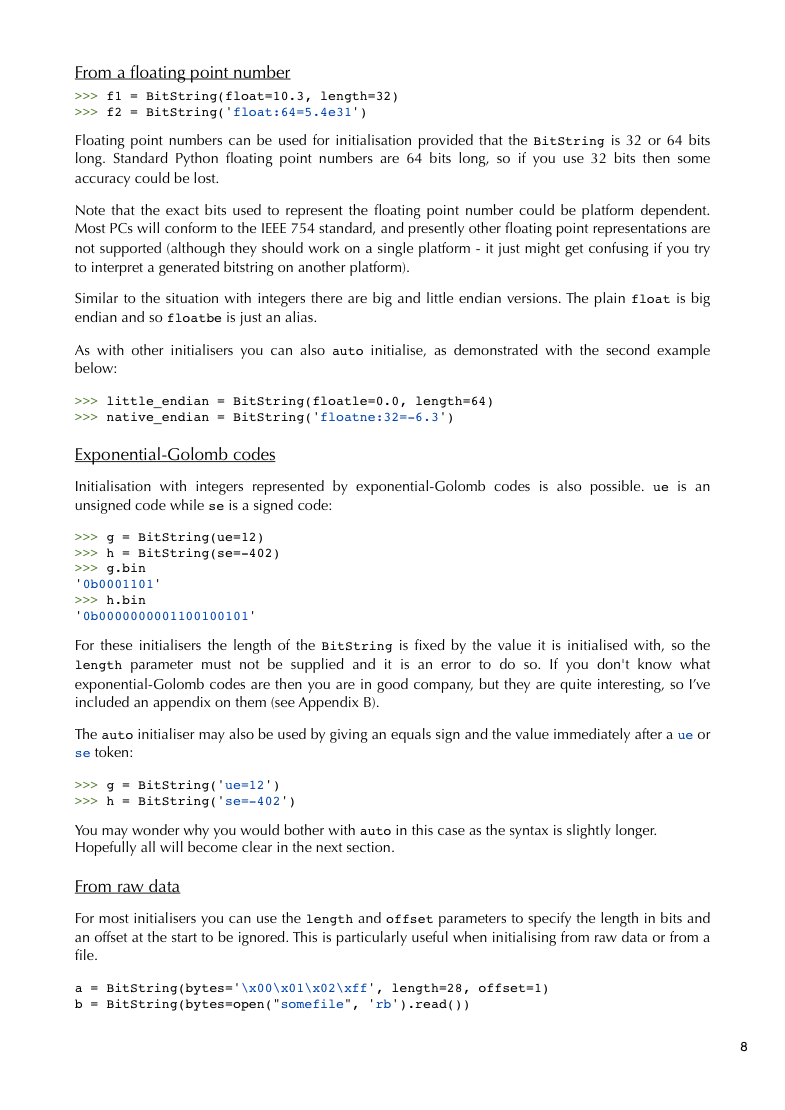 From a floating point number
>>> f1 = BitString(float=10.3, length=32)
>>> f2 = BitString('float:64=5.4e31')
Floating point numbers can be used for initialisation provided that the BitString is 32 or 64 bits
long. Standard Python floating point numbers are 64 bits long, so if you use 32 bits then some
accuracy could be lost.
Note that the exact bits used to represent the floating point number could be platform dependent.
Most PCs will conform to the IEEE 754 standard, and presently other floating point representations are
not supported (although they should work on a single platform - it just might get confusing if you try
to interpret a generated bitstring on another platform).
Similar to the situation with integers there are big and little endian versions. The plain float is big
endian and so floatbe is just an alias.
As with other initialisers you can also auto initialise, as demonstrated with the second example
below:
>>> little_endian = BitString(floatle=0.0, length=64)
>>> native_endian = BitString('floatne:32=-6.3')
Exponential-Golomb codes
Initialisation with integers represented by exponential-Golomb codes is also possible. ue is an
unsigned code while se is a signed code:
>>> g = BitString(ue=12)
>>> h = BitString(se=-402)
>>> g.bin
'0b0001101'
>>> h.bin
'0b0000000001100100101'
For these initialisers the length of the BitString is fixed by the value it is initialised with, so the
length parameter must not be supplied and it is an error to do so. If you don't know what
exponential-Golomb codes are then you are in good company, but they are quite interesting, so I’ve
included an appendix on them (see Appendix B).
The auto initialiser may also be used by giving an equals sign and the value immediately after a ue or
se token:
>>> g = BitString('ue=12')
>>> h = BitString('se=-402')
You may wonder why you would bother with auto in this case as the syntax is slightly longer.
Hopefully all will become clear in the next section.
From raw data
For most initialisers you can use the length and offset parameters to specify the length in bits and
an offset at the start to be ignored. This is particularly useful when initialising from raw data or from a
file.
a = BitString(bytes='\x00\x01\x02\xff', length=28, offset=1)
b = BitString(bytes=open("somefile", 'rb').read())
8